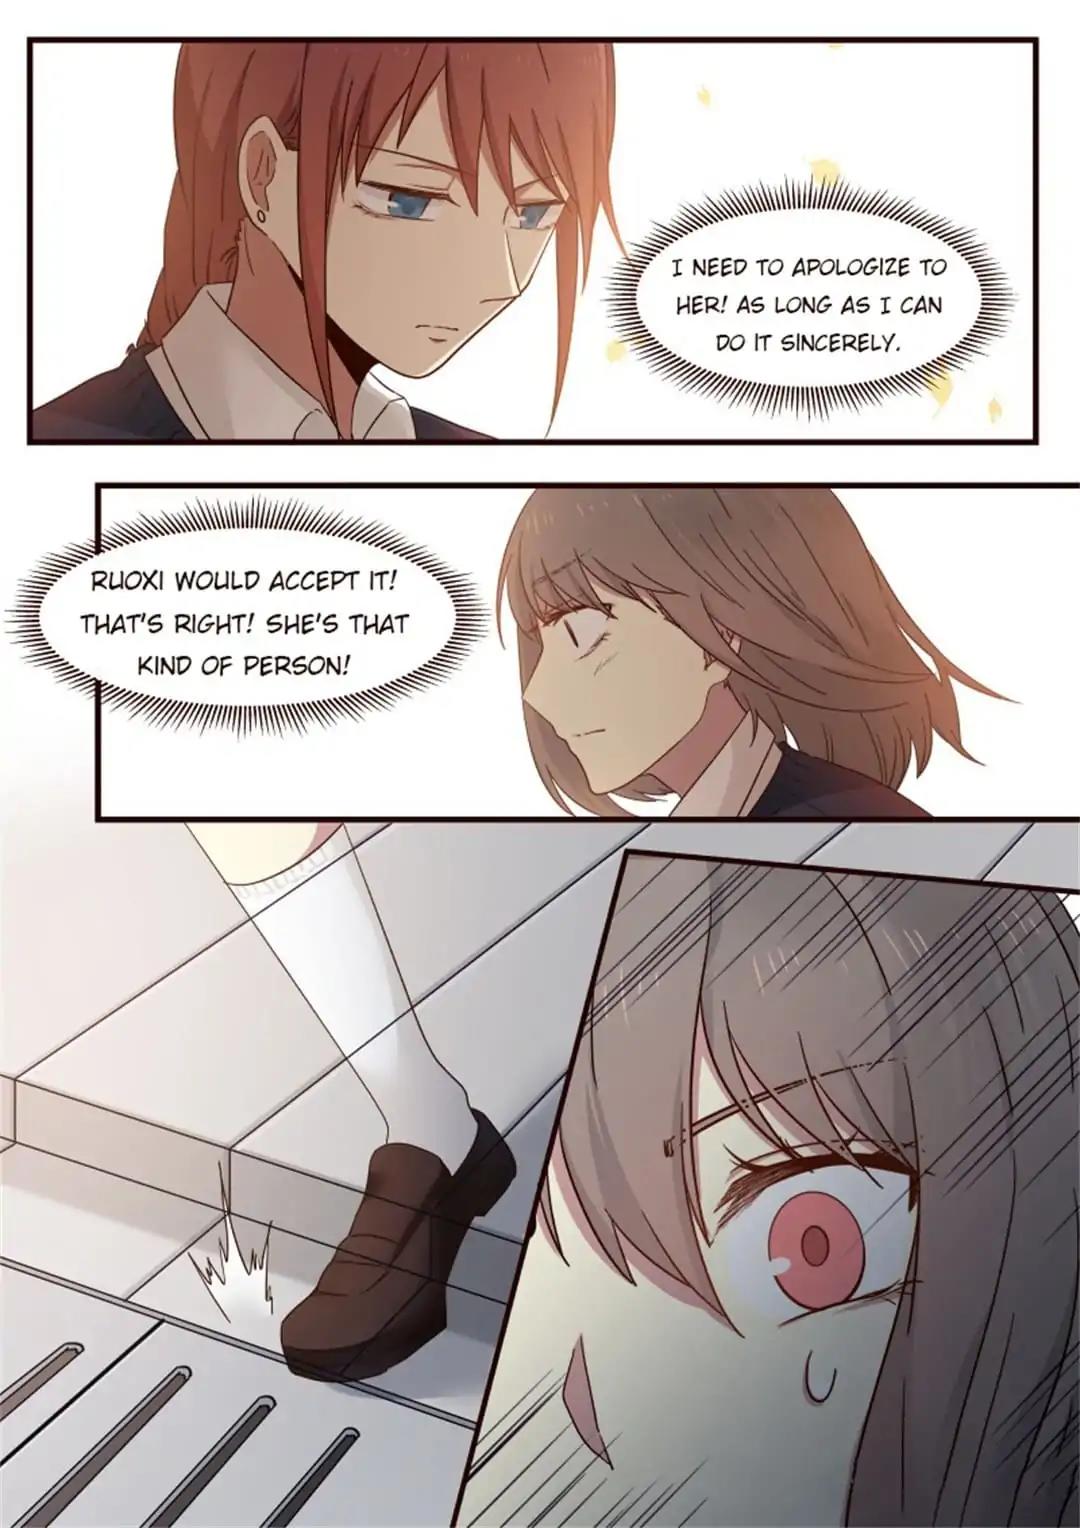 I NEED TO APOLOGIZE TO
HER! AS LONG AS I CAN
DO IT SINCERELY.
RUOXI WOULD ACCEPT IT!
THAT'S RIGHT! SHE'S THAT
KIND OF PERSON!